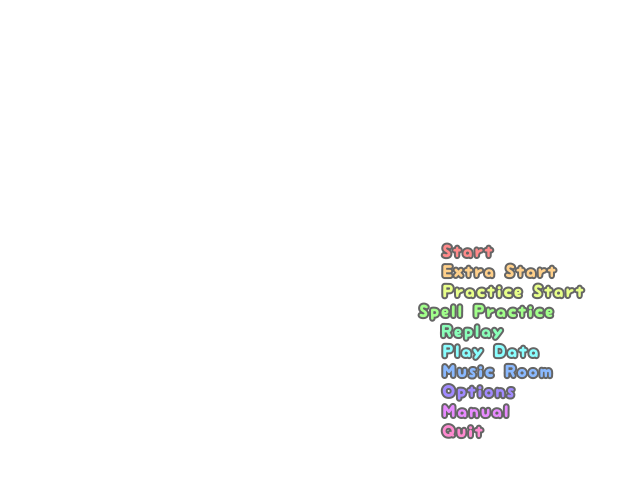 Start
Extra Start
Practice Start
Spell Practice
Replay
Play Data
Music Room
Options
Manual
Quit